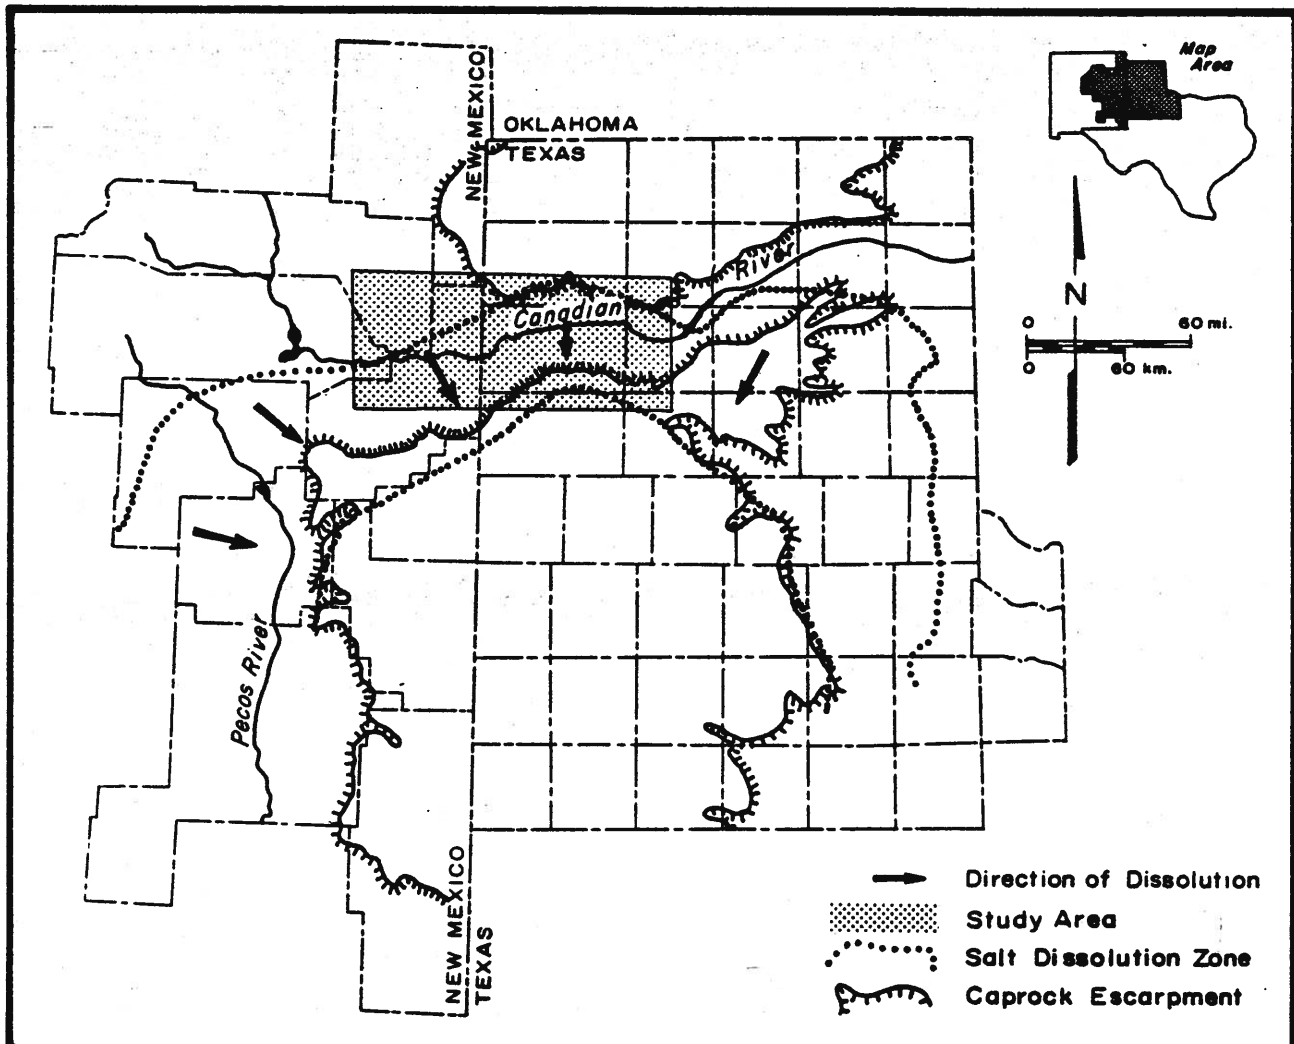 Map
Area
NEW MEXICO
OKLAHOMA
TEXAS
River
Canadian
N
0 60 mi.
0 60 km.
Pecos River
NEW MEXICO
TEXAS
Direction of Dissolution
Study Area
Salt Dissolution Zone
Caprock Escarpment